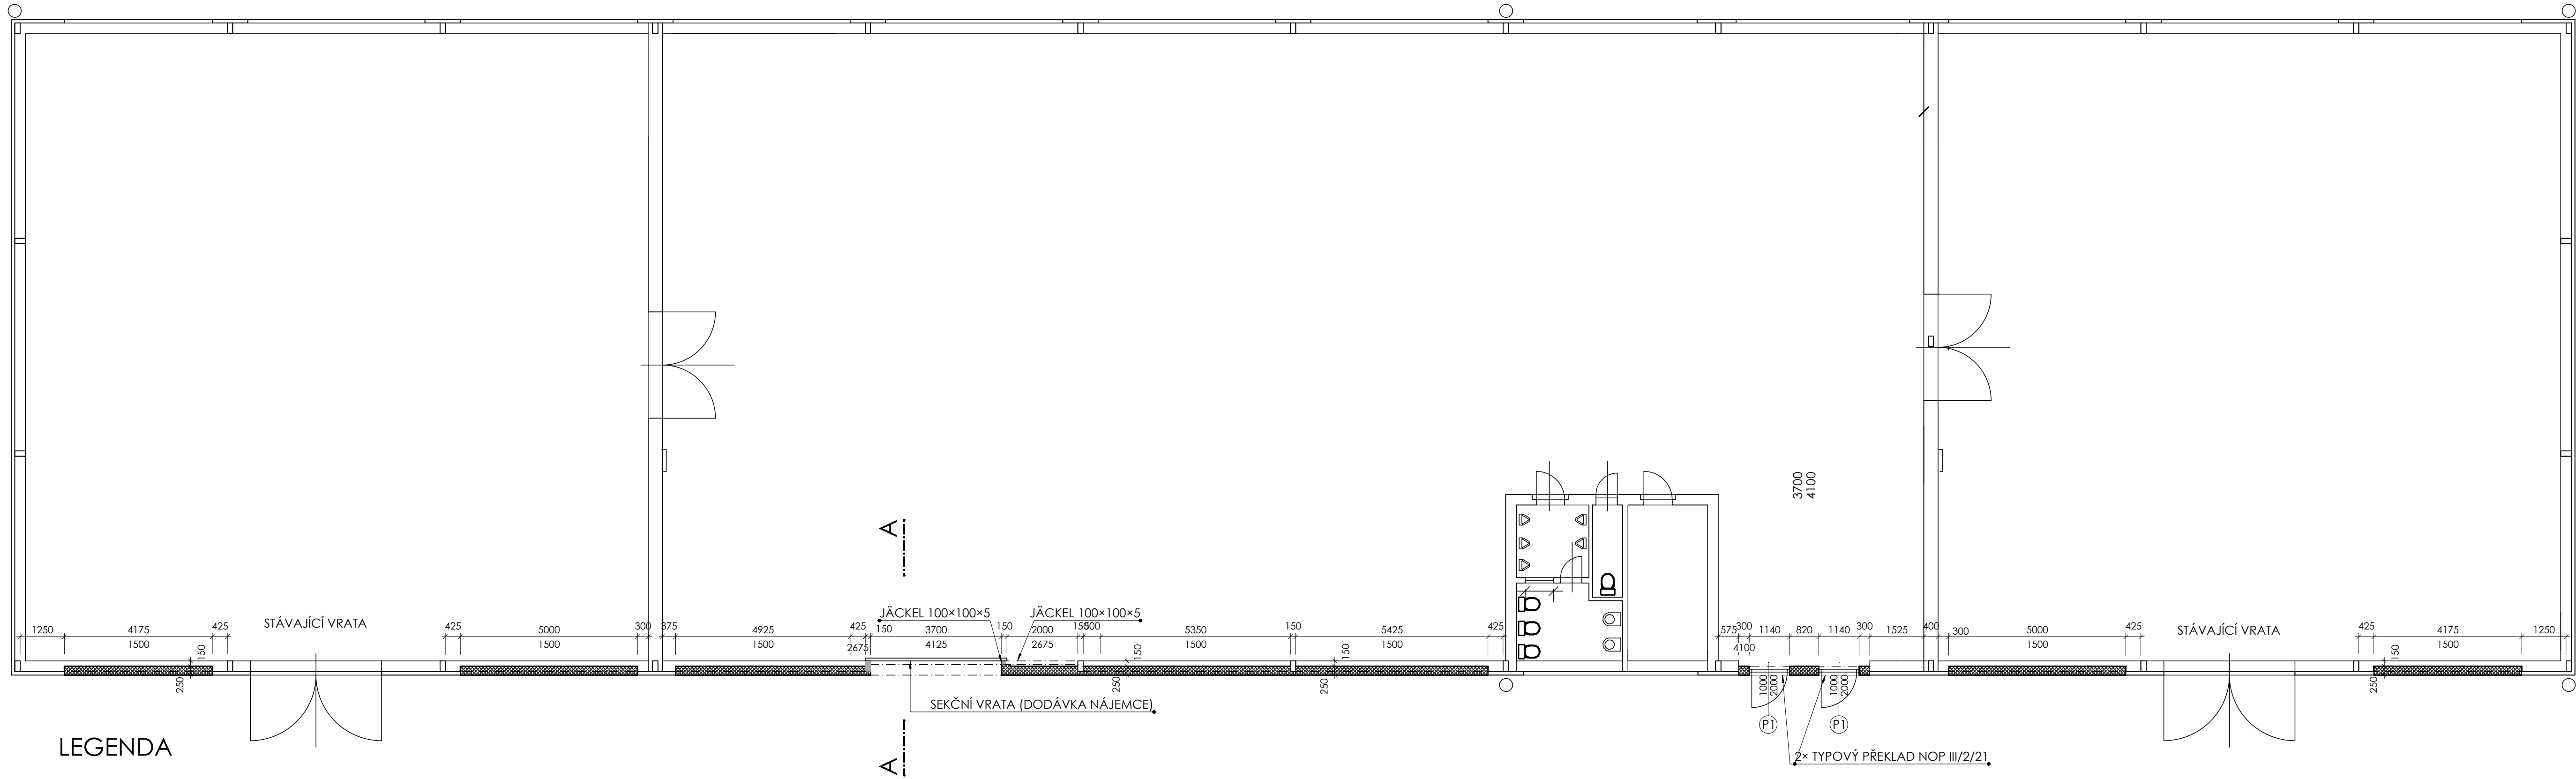 3700
4100
A
JÄCKEL 100×100×5
JÄCKEL 100×100×5
STÁVAJÍCÍ VRATA
STÁVAJÍCÍ VRATA
1250 4175 425 425 5000 300 375 4925 425 150 3700 150 2000 150 5350 150 5425 425 575 300 1140 820 1140 300 1525 400 300 5000 425 425 4175 1250
1500 1500 1500 2675 4125 2675 1500 1500 4100 1500 1500
150 150 150 150
250 250 250 250
1000
2000
1000
2000
SEKČNÍ VRATA (DODÁVKA NÁJEMCE)
P1 P1
LEGENDA
A
2× TYPOVÝ PŘEKLAD NOP III/2/21